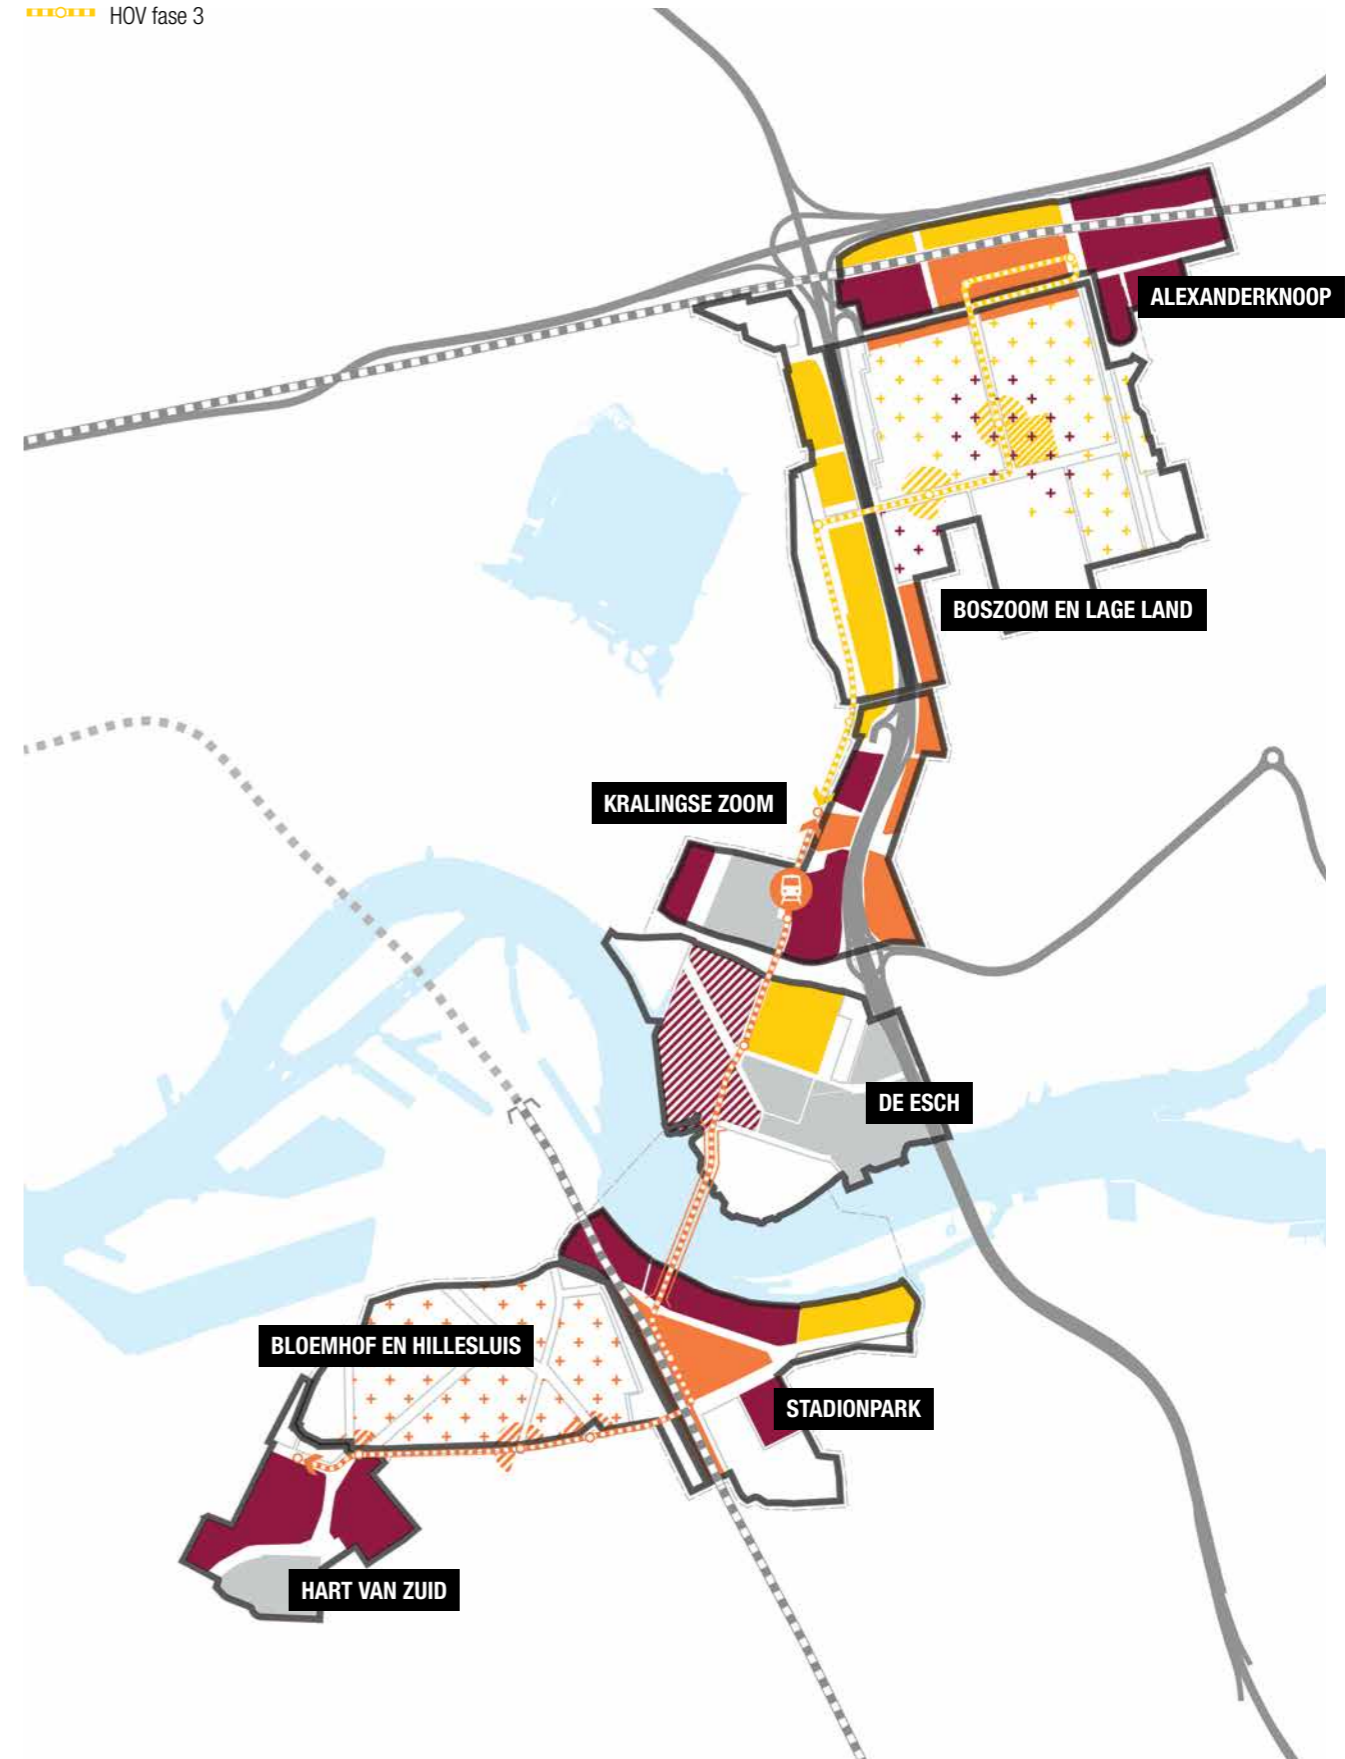 HOV fase 3
ALEXANDERKNOOP
BOSZOOM EN LAGE LAND
KRALINGSE ZOOM
DE ESCH
BLOEMHOF EN HILLESLUIS
STADIONPARK
HART VAN ZUID